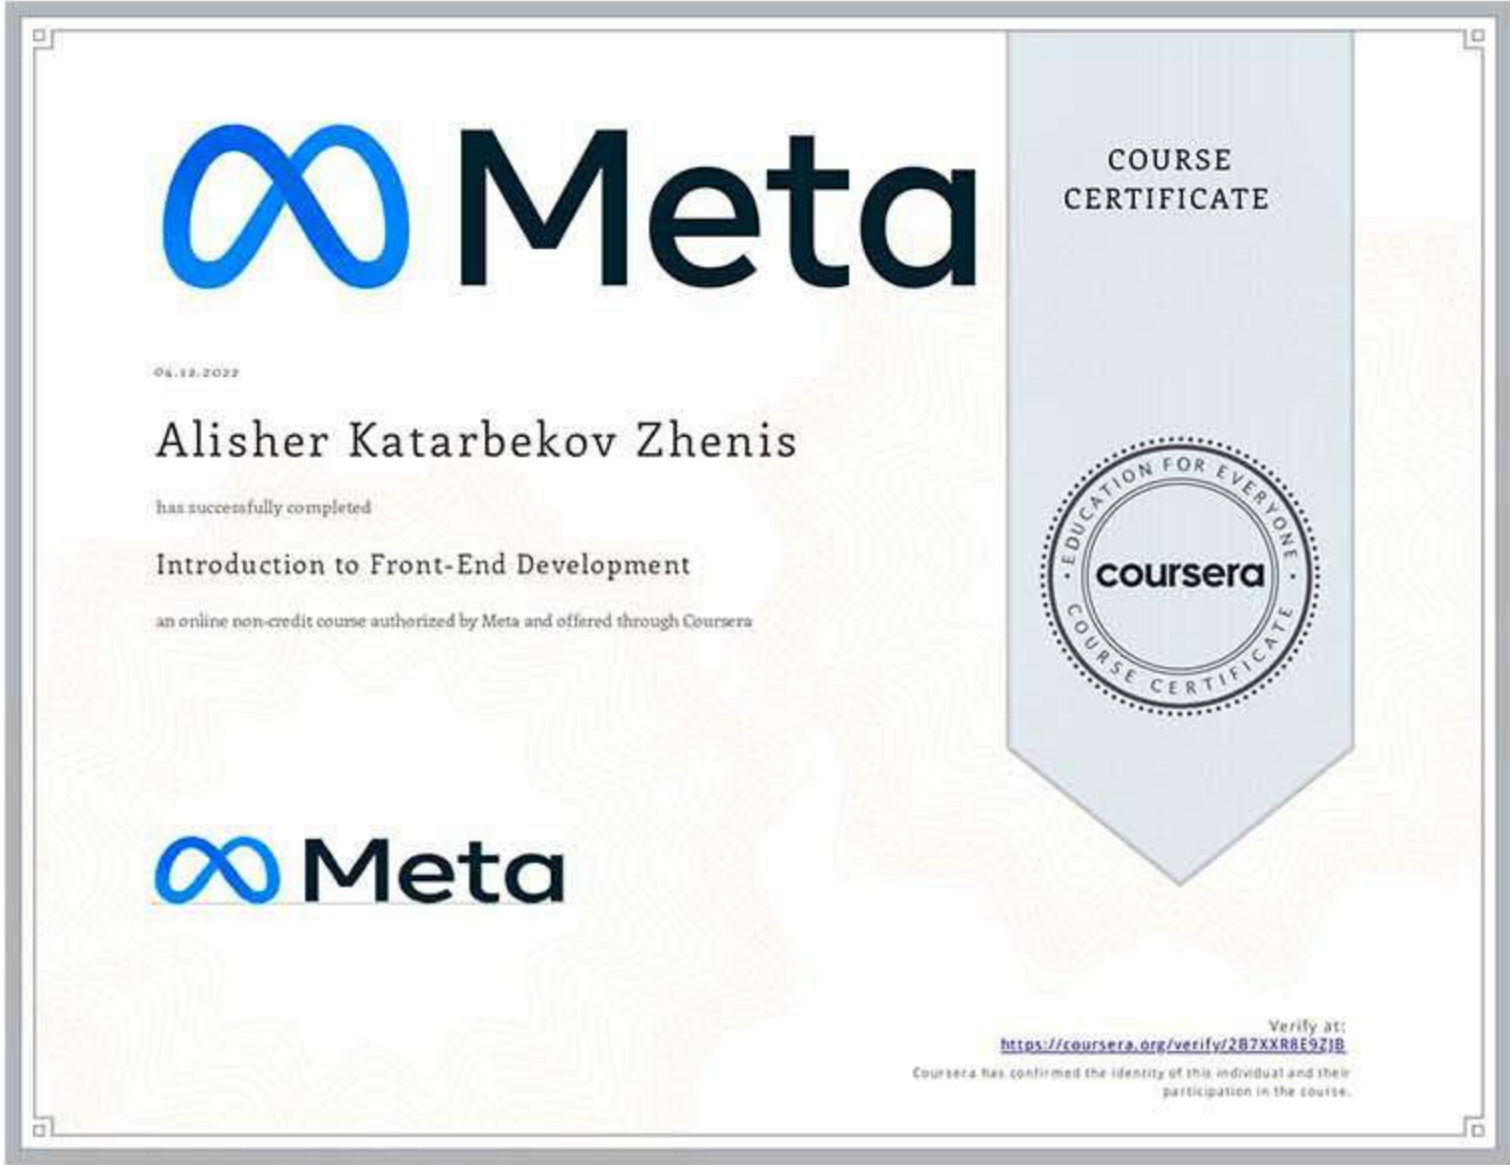 Meta
COURSE
CERTIFICATE
04.12.2022
Alisher Katarbekov Zhenis
has successfully completed
Introduction to Front-End Development
an online non-credit course authorized by Meta and offered through Coursera
EDUCATION FOR EVERYONE
coursera
COURSE CERTIFICATE
Meta
Verify at:
https://coursera.org/verify/2B7XXR8E9ZJB
Coursera has confirmed the identity of this individual and their
participation in the course.